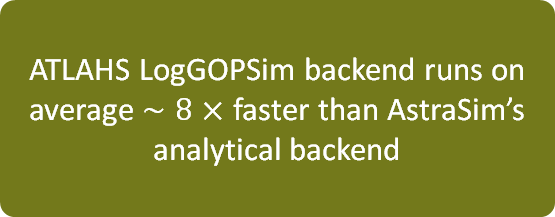 ATLAHS LogGOPSim backend runs on
average ~ 8 × faster than AstraSim's
analytical backend